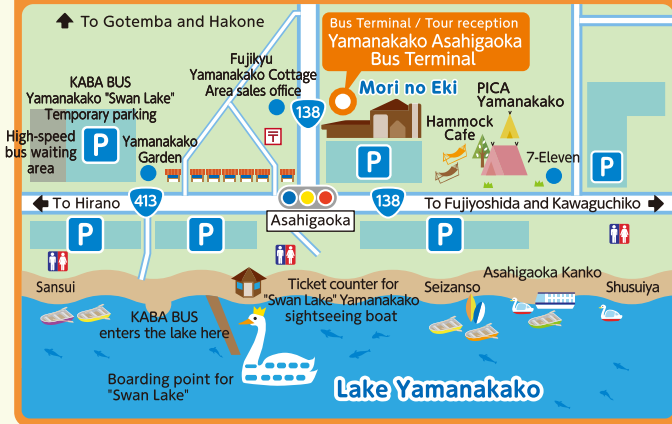 To Gotemba and Hakone
Bus Terminal / Tour reception
Yamanakako Asahigaoka
Bus Terminal
Fujikyu
Yamanakako Cottage
Area sales office
138
Mori no Eki
PICA
Yamanakako
KABA BUS
Yamanakako "Swan Lake"
Temporary parking
High-speed
bus waiting
area
P
Yamanakako
Garden
〒
P
Hammock
Cafe
7-Eleven
P
To Hirano
413
Asahigaoka
138
To Fujiyoshida and Kawaguchiko
P
P
P
Sansui
Ticket counter for
"Swan Lake" Yamanakako
sightseeing boat
Seizanso
Asahigaoka Kanko
Shusuiya
KABA BUS
enters the lake here
Boarding point for
"Swan Lake"
Lake Yamanakako